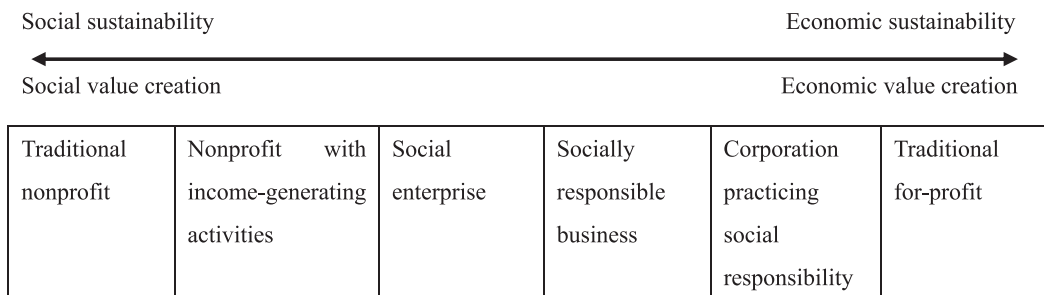 Social sustainability
Economic sustainability
Social value creation
Economic value creation
Traditional
nonprofit
Nonprofit with
income-generating
activities
Social
enterprise
Socially
responsible
business
Corporation
practicing
social
responsibility
Traditional
for-profit